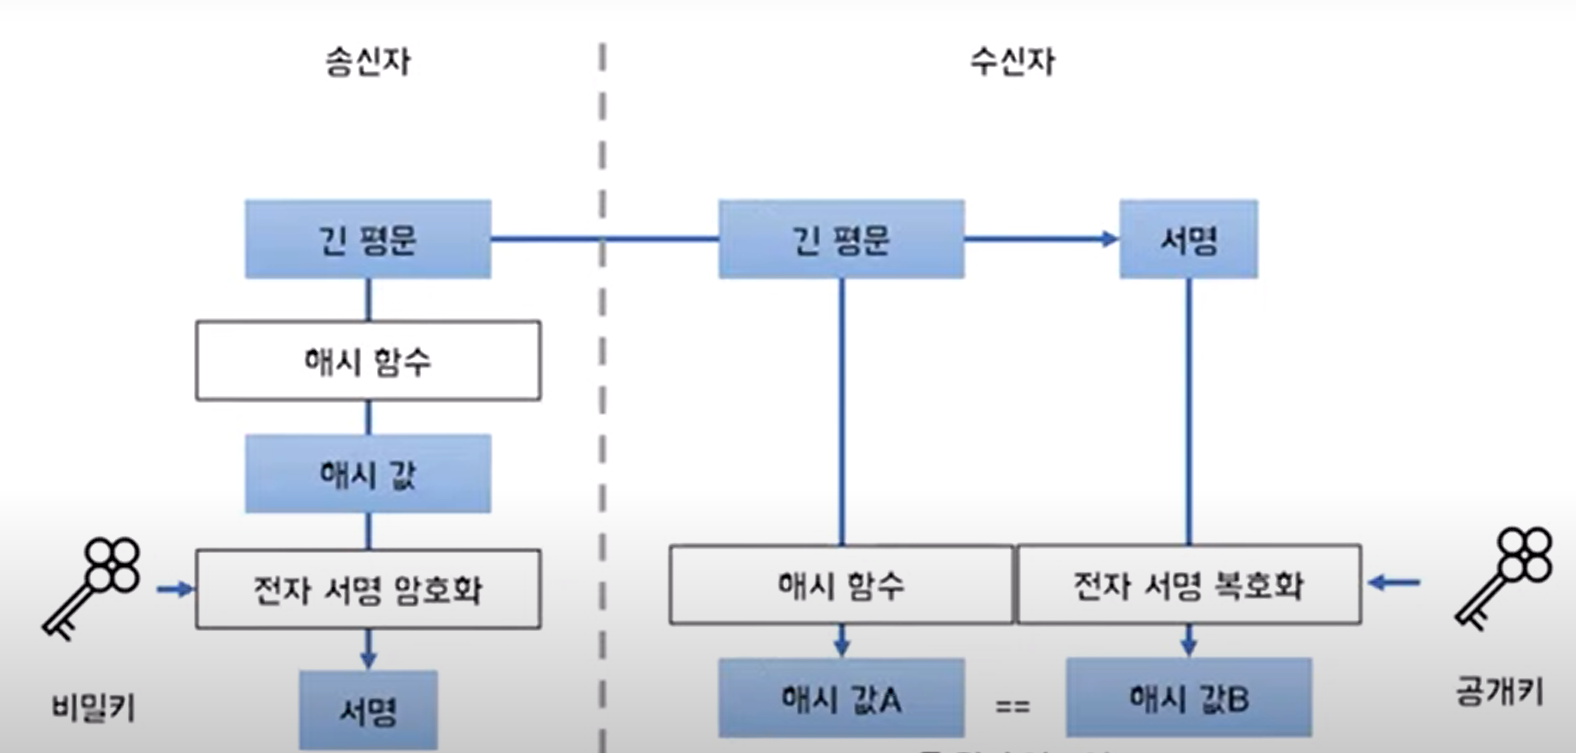 송신자
수신자
긴 평문
긴 평문
서명
해시 함수
해시 값
전자 서명 암호화
해시 함수
전자 서명 복호화
비밀키
서명
해시 값A
==
해시 값B
공개키